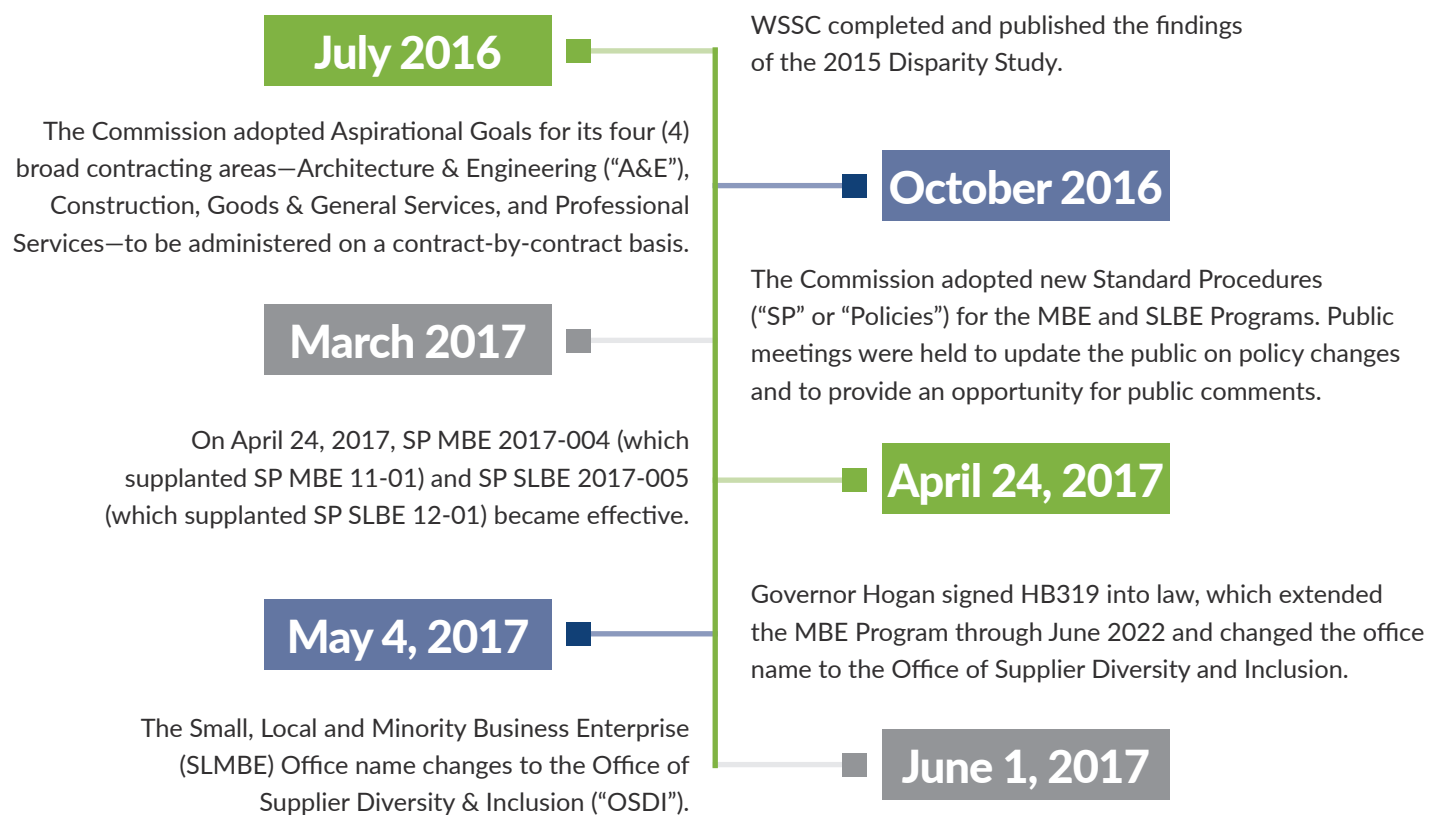 July 2016
WSSC completed and published the findings
of the 2015 Disparity Study.
October 2016
The Commission adopted Aspirational Goals for its four (4)
broad contracting areas—Architecture & Engineering (“A&E”),
Construction, Goods & General Services, and Professional
Services—to be administered on a contract-by-contract basis.
March 2017
The Commission adopted new Standard Procedures
(“SP” or “Policies”) for the MBE and SLBE Programs. Public
meetings were held to update the public on policy changes
and to provide an opportunity for public comments.
April 24, 2017
On April 24, 2017, SP MBE 2017-004 (which
supplanted SP MBE 11-01) and SP SLBE 2017-005
(which supplanted SP SLBE 12-01) became effective.
May 4, 2017
Governor Hogan signed HB319 into law, which extended
the MBE Program through June 2022 and changed the office
name to the Office of Supplier Diversity and Inclusion.
June 1, 2017
The Small, Local and Minority Business Enterprise
(SLMBE) Office name changes to the Office of
Supplier Diversity & Inclusion (“OSDI”).